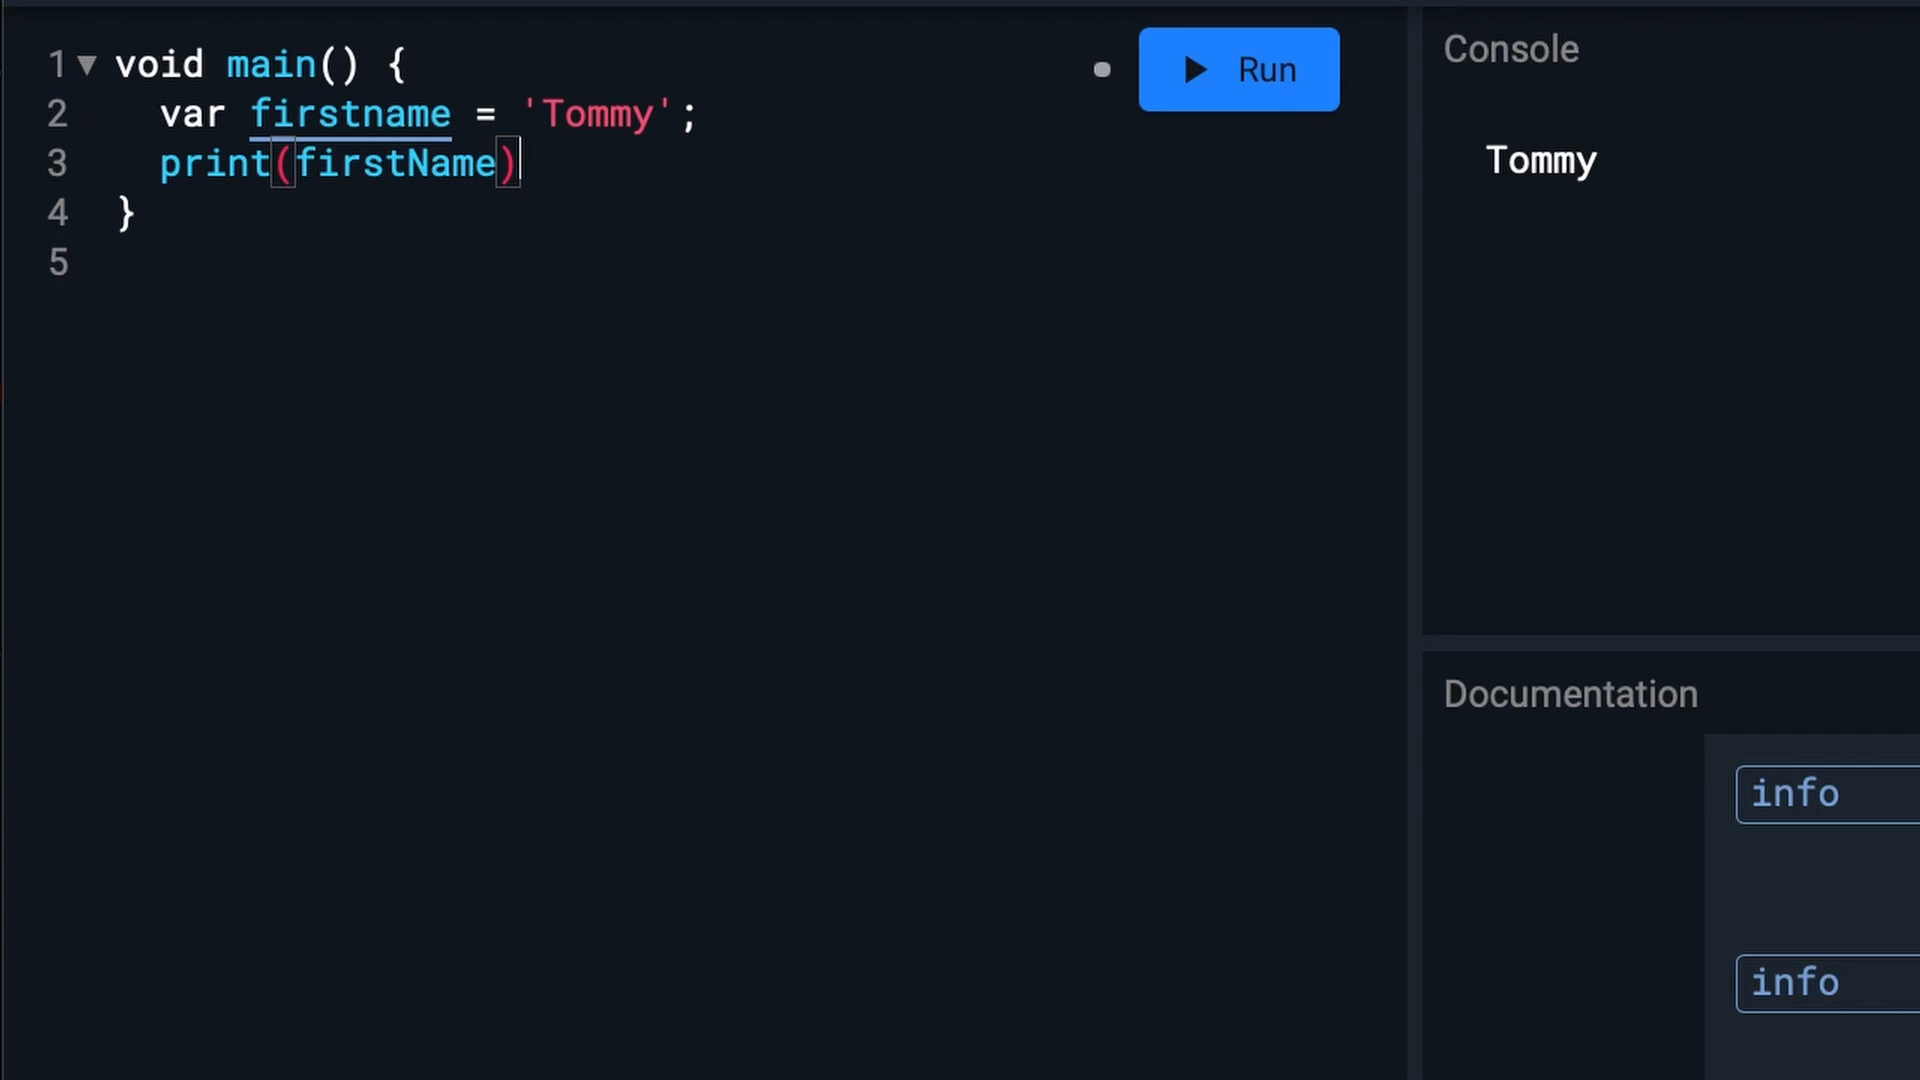 1 void main() {
2 var firstname = 'Tommy';
3 print(firstName)
4 }
5
Run
Console
Tommy
Documentation
info
info